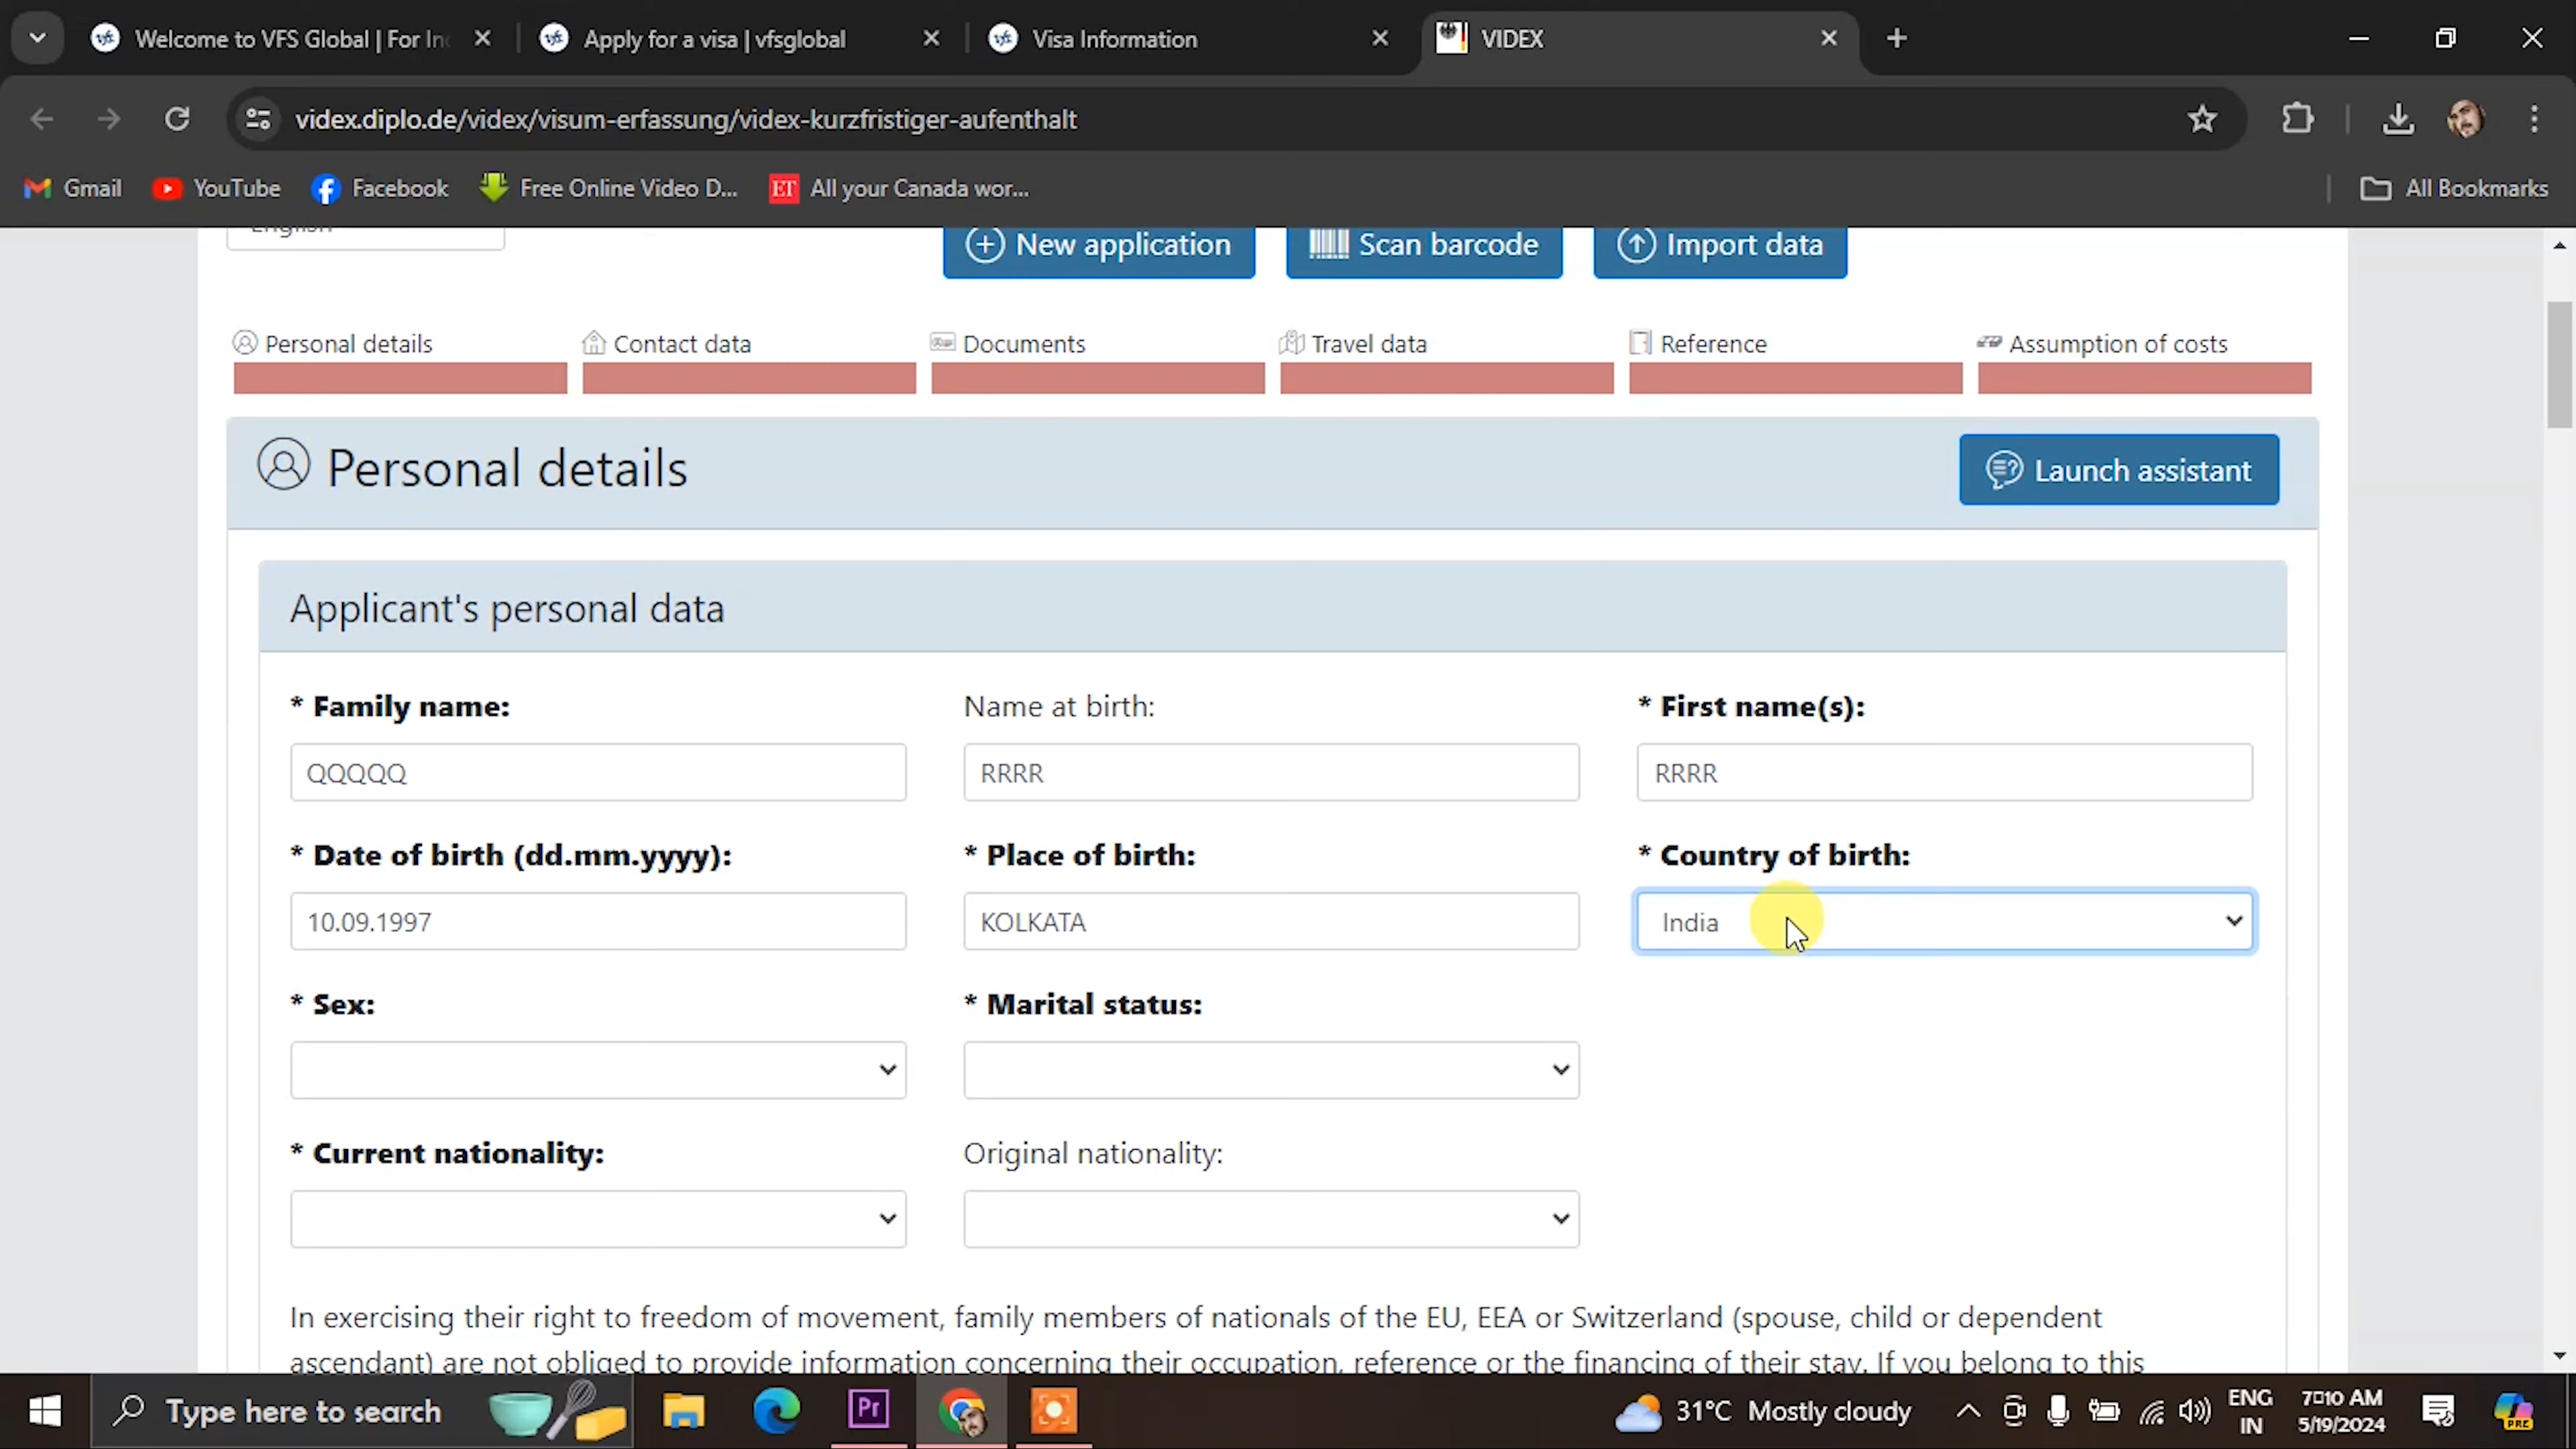 Welcome to VFS Global | For In
Apply for a visa | vfsglobal
Visa Information
VIDEX
videx.diplo.de/videx/visum-erfassung/videx-kurzfristiger-aufenthalt
Gmail
YouTube
Facebook
Free Online Video D...
ET All your Canada wor...
All Bookmarks
English
New application
Scan barcode
Import data
Personal details
Contact data
Documents
Travel data
Reference
Assumption of costs
Personal details
Launch assistant
Applicant's personal data
* Family name:
Name at birth:
* First name(s):
QQQQQ
RRRR
RRRR
* Date of birth (dd.mm.yyyy):
* Place of birth:
* Country of birth:
10.09.1997
KOLKATA
India
* Sex:
* Marital status:
* Current nationality:
Original nationality:
In exercising their right to freedom of movement, family members of nationals of the EU, EEA or Switzerland (spouse, child or dependent
ascendant) are not obliged to provide information concerning their occupation, reference or the financing of their stay. If you belong to this
Type here to search
Pr
31°C Mostly cloudy
ENG
IN
7:10 AM
5/19/2024
PRE